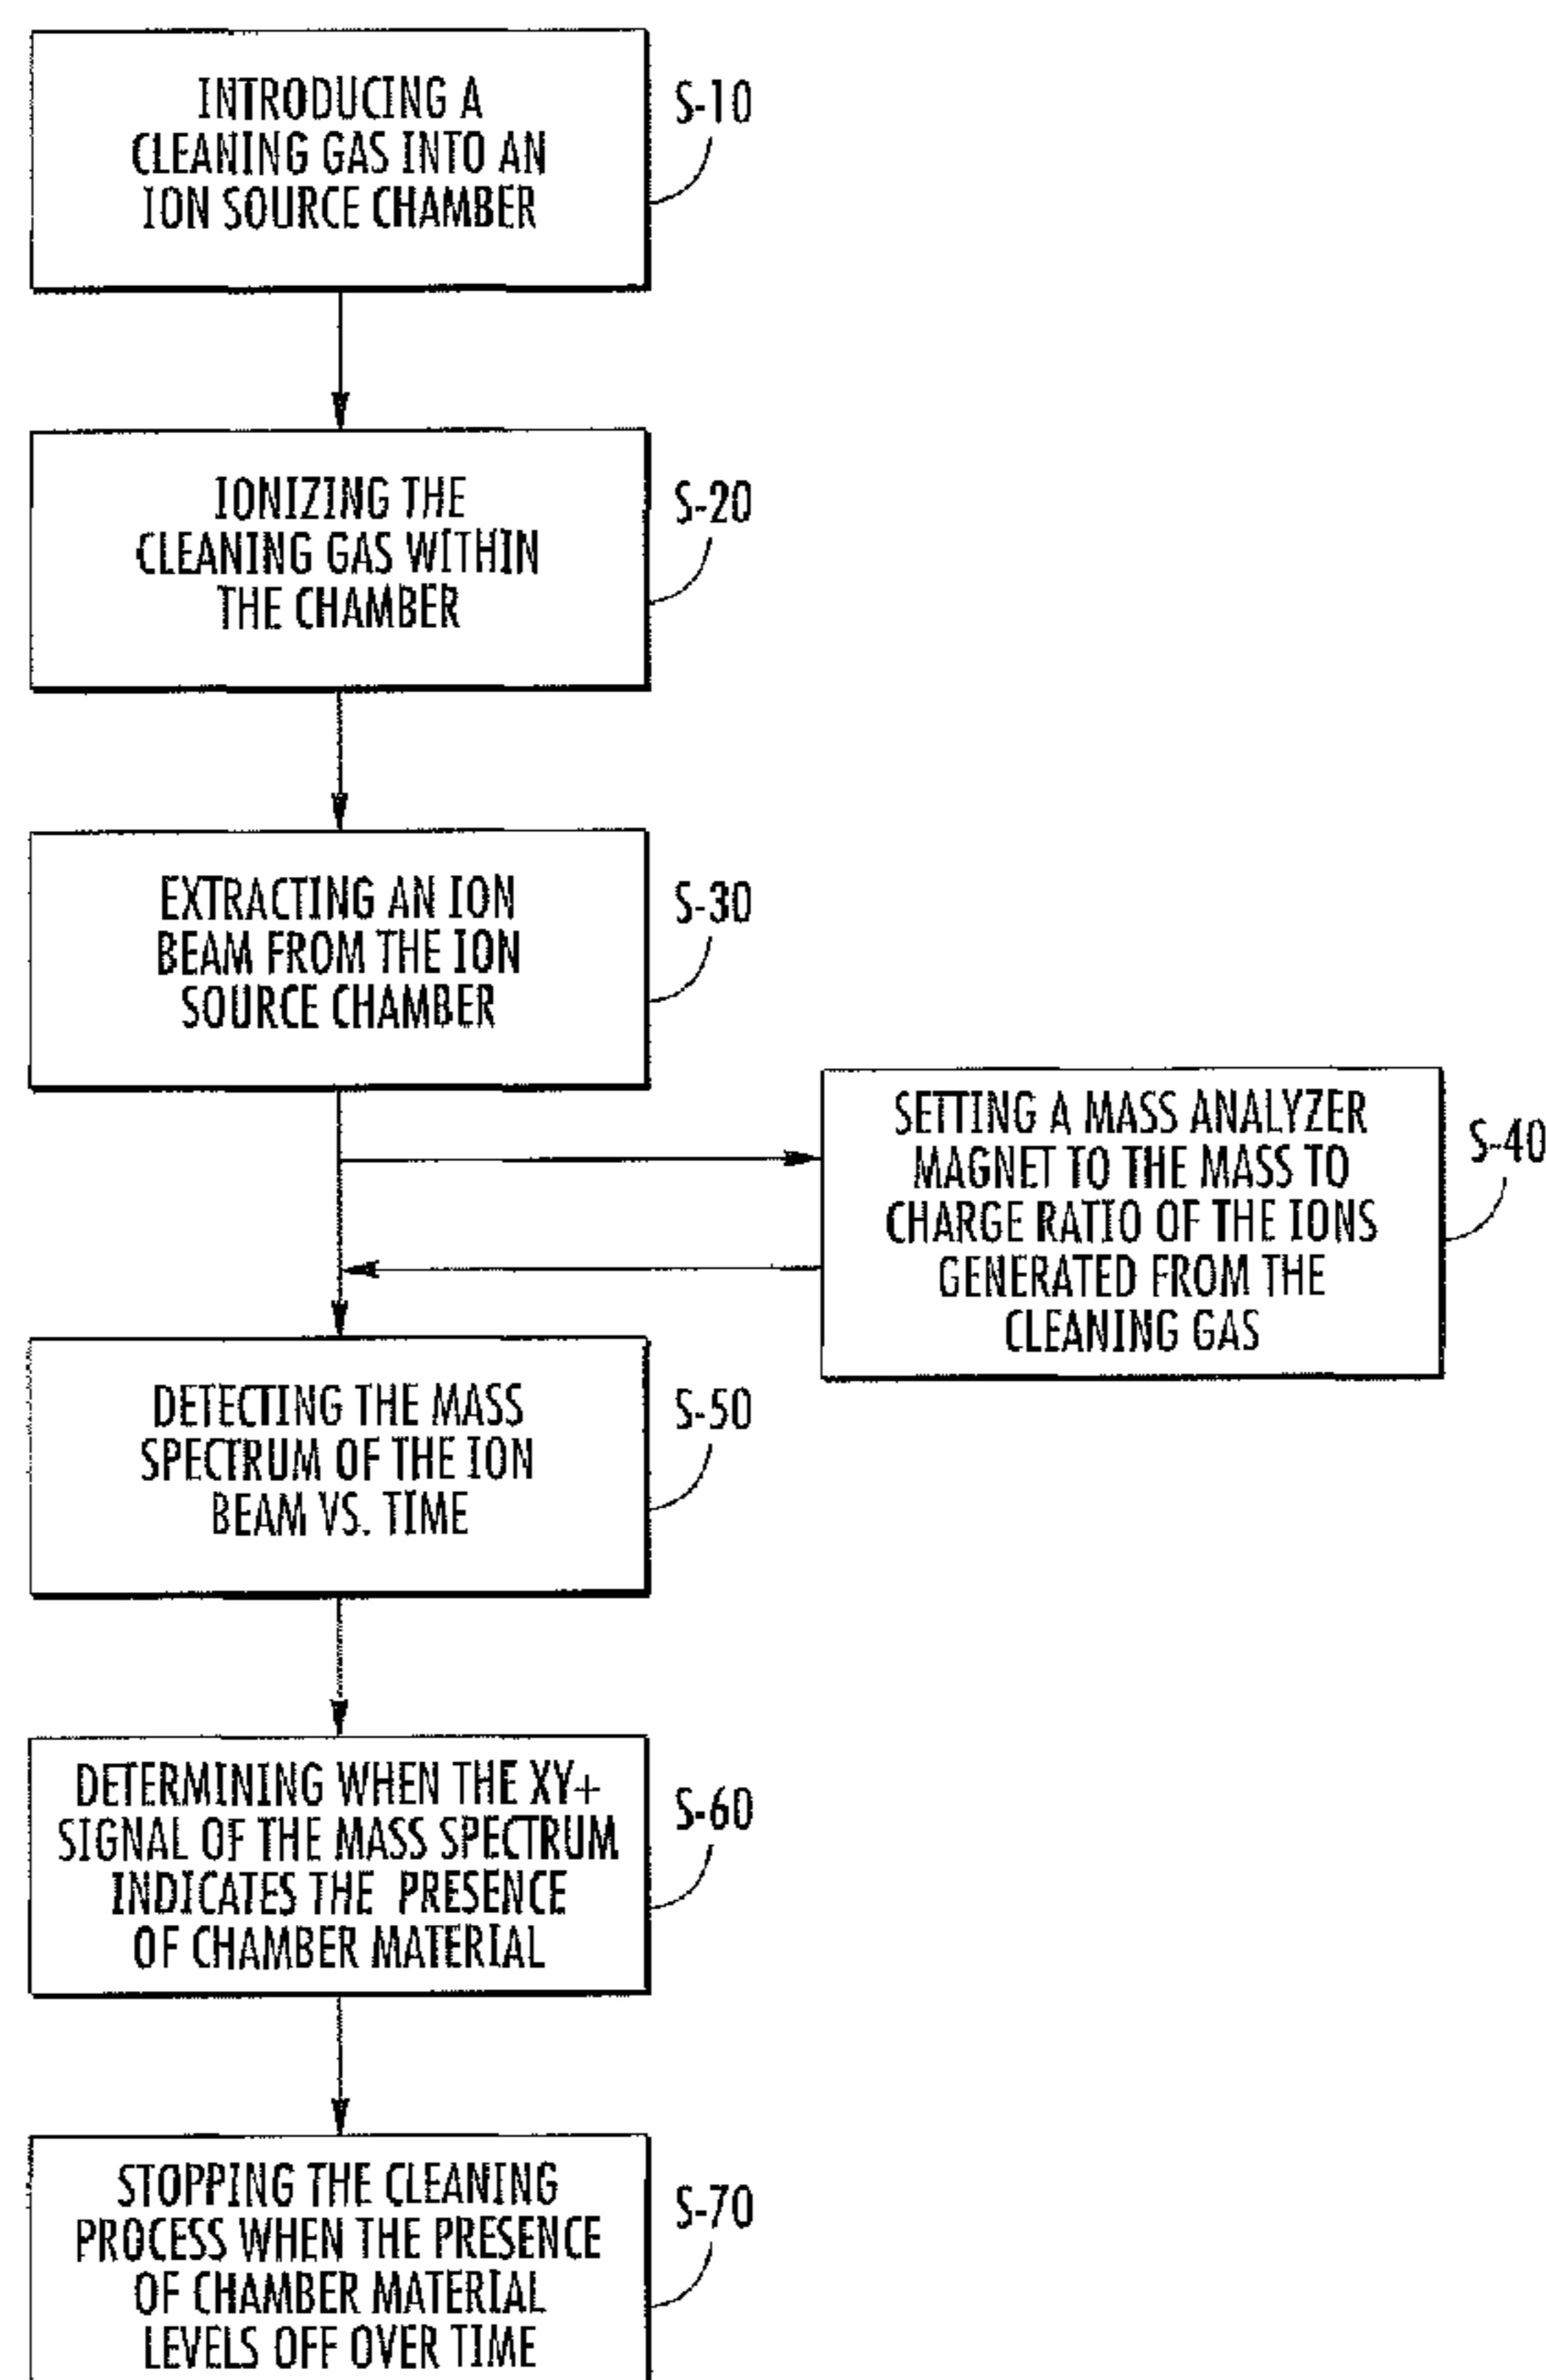 INTRODUCING A
CLEANING GAS INTO AN
ION SOURCE CHAMBER
S-10
IONIZING THE
CLEANING GAS WITHIN
THE CHAMBER
S-20
EXTRACTING AN ION
BEAM FROM THE ION
SOURCE CHAMBER
S-30
SETTING A MASS ANALYZER
MAGNET TO THE MASS TO
CHARGE RATIO OF THE IONS
GENERATED FROM THE
CLEANING GAS
S-40
DETECTING THE MASS
SPECTRUM OF THE ION
BEAM VS. TIME
S-50
DETERMINING WHEN THE XY+
SIGNAL OF THE MASS SPECTRUM
INDICATES THE PRESENCE
OF CHAMBER MATERIAL
S-60
STOPPING THE CLEANING
PROCESS WHEN THE PRESENCE
OF CHAMBER MATERIAL
LEVELS OFF OVER TIME
S-70